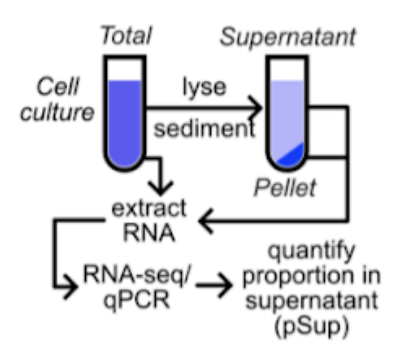 Total
Supernatant
Cell
culture
lyse
sediment
Pellet
extract
RNA
RNA-seq/
qPCR
quantify
proportion in
supernatant
(pSup)